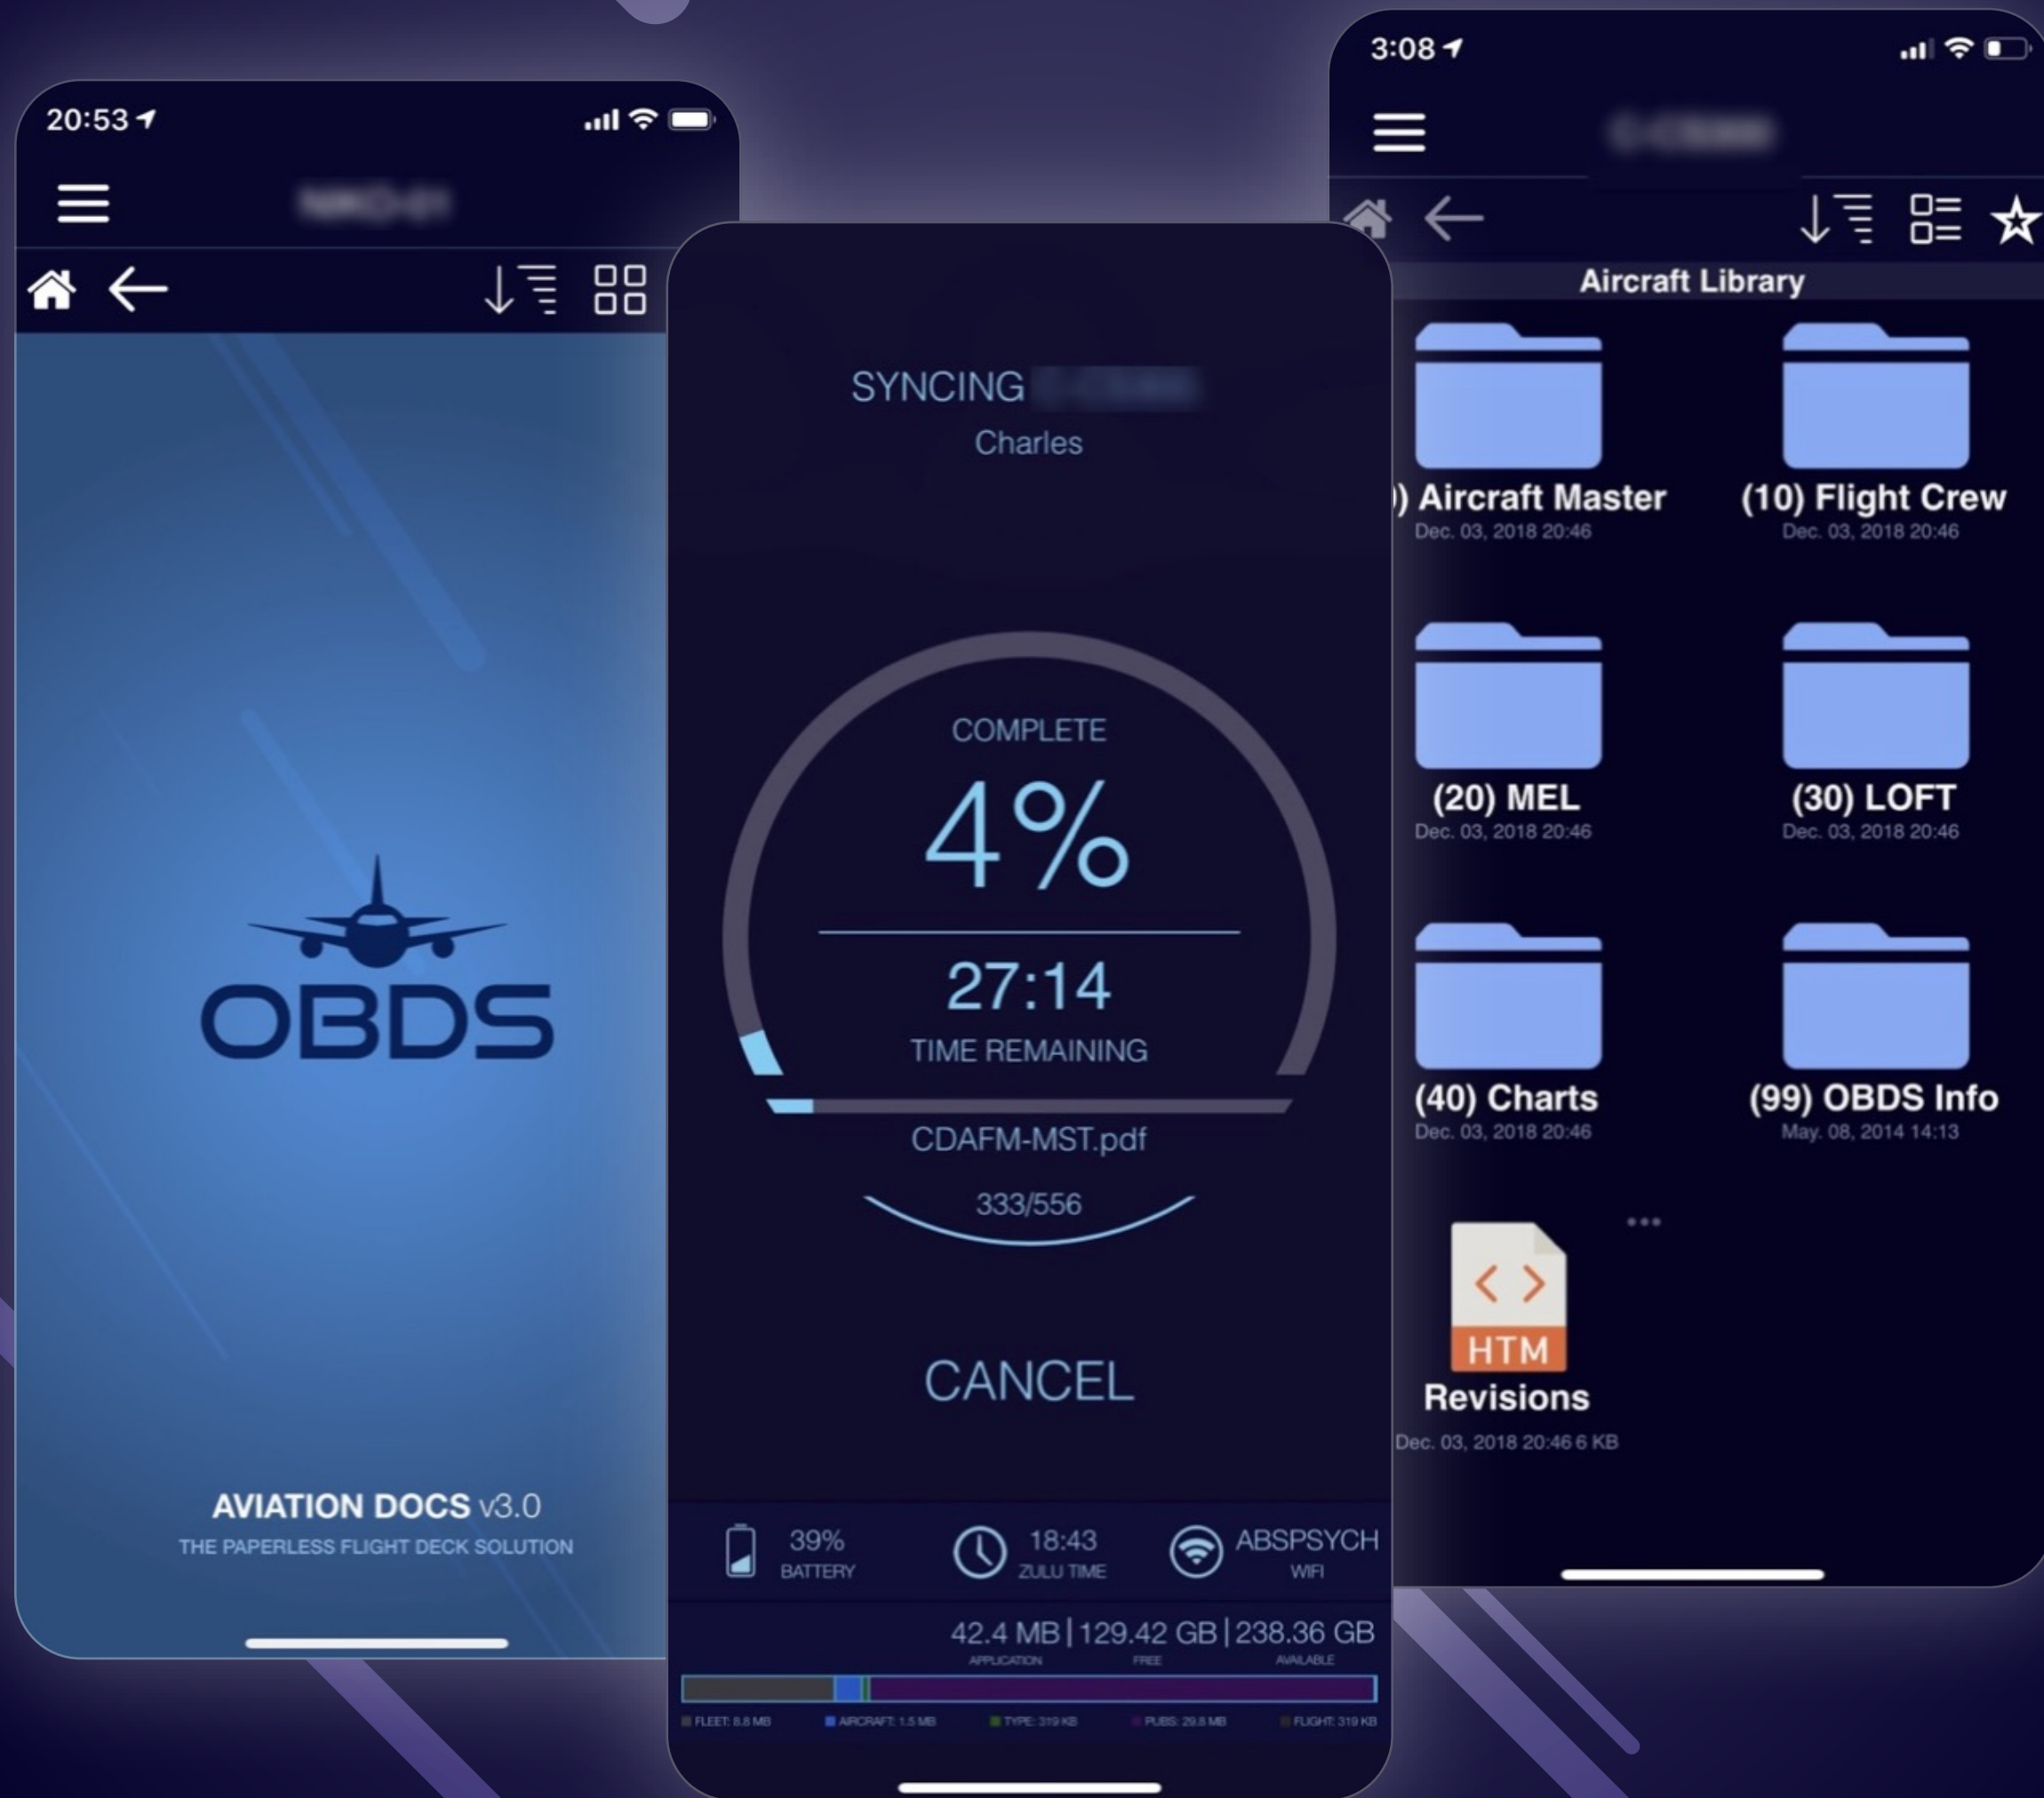 20:53
OBDS
AVIATION DOCS v3.0
THE PAPERLESS FLIGHT DECK SOLUTION
SYNCING
Charles
COMPLETE
4%
27:14
TIME REMAINING
CDAFM-MST.pdf
333/556
CANCEL
39%
BATTERY
18:43
ZULU TIME
ABSPSYCH
WIFI
42.4 MB | 129.42 GB | 238.36 GB
APPLICATION FREE AVAILABLE
FLEET: 8.8 MB AIRCRAFT: 1.5 MB TYPE: 319 KB PUBS: 29.8 MB FLIGHT: 319 KB
3:08
Aircraft Library
) Aircraft Master
Dec. 03, 2018 20:46
(10) Flight Crew
Dec. 03, 2018 20:46
(20) MEL
Dec. 03, 2018 20:46
(30) LOFT
Dec. 03, 2018 20:46
(40) Charts
Dec. 03, 2018 20:46
(99) OBDS Info
May. 08, 2014 14:13
HTM
Revisions
Dec. 03, 2018 20:46 6 KB